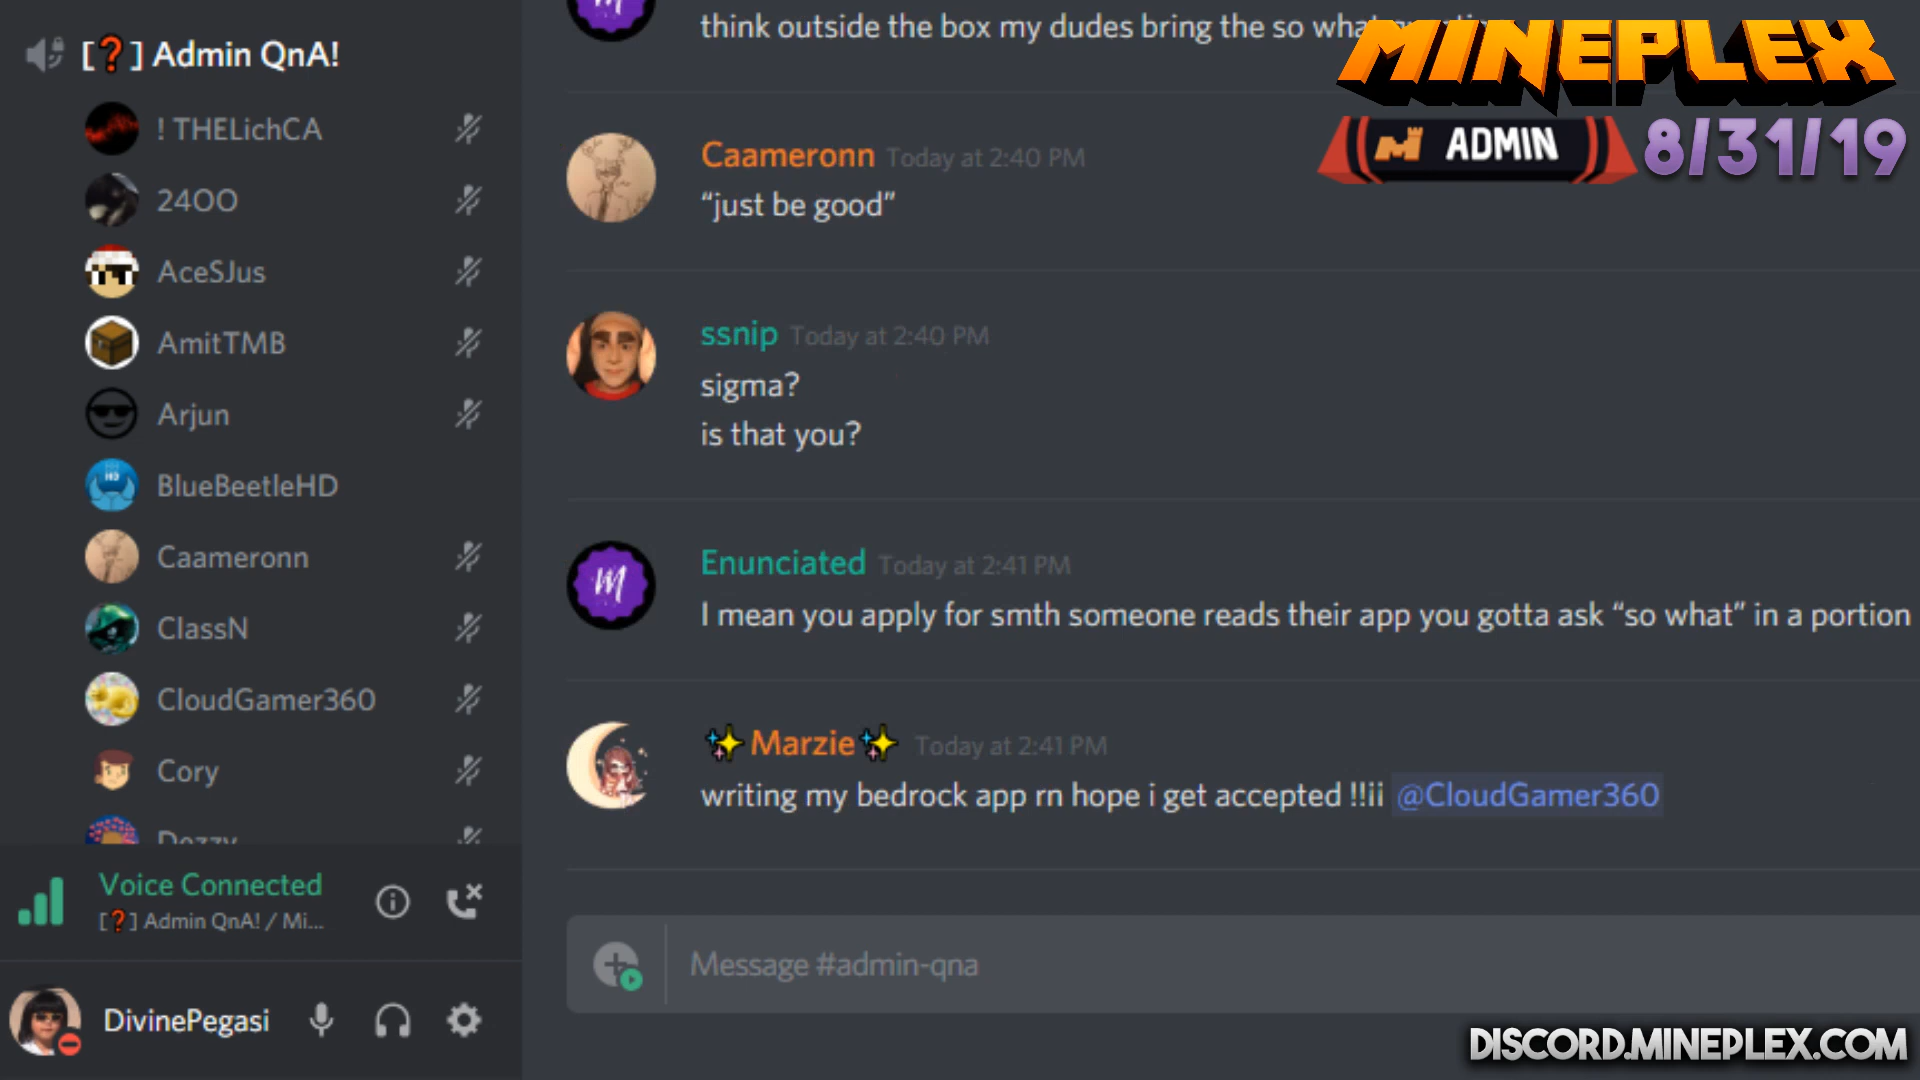 [❓] Admin QnA!
! THELichCA
24OO
AceSJus
AmitTMB
Arjun
BlueBeetleHD
Caameronn
ClassN
CloudGamer360
Cory
Dozzy
Voice Connected
[❓] Admin QnA! / Mi...
DivinePegasi
think outside the box my dudes bring the so what
Caameronn Today at 2:40 PM
“just be good”
ssnip Today at 2:40 PM
sigma?
is that you?
Enunciated Today at 2:41 PM
I mean you apply for smth someone reads their app you gotta ask “so what” in a portion
✨Marzie✨ Today at 2:41 PM
writing my bedrock app rn hope i get accepted !!ii @CloudGamer360
Message #admin-qna
MINEPLEX
ADMIN 8/31/19
DISCORD.MINEPLEX.COM